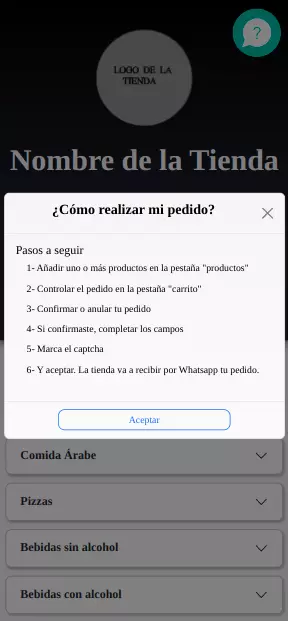 ?
LOGO DE LA
TIENDA
Nombre de la Tienda
¿Cómo realizar mi pedido?
Pasos a seguir
1- Añadir uno o más productos en la pestaña "productos"
2- Controlar el pedido en la pestaña "carrito"
3- Confirmar o anular tu pedido
4- Si confirmaste, completar los campos
5- Marca el captcha
6- Y aceptar. La tienda va a recibir por Whatsapp tu pedido.
Aceptar
Comida Árabe
Pizzas
Bebidas sin alcohol
Bebidas con alcohol